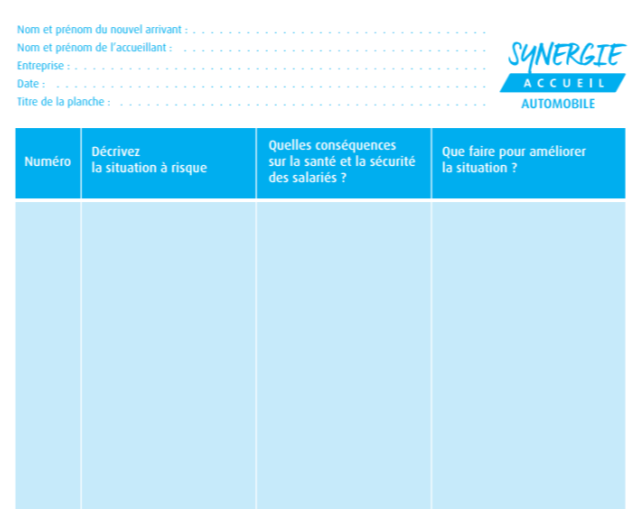 Nom et prénom du nouvel arrivant :
Nom et prénom de l'accueillant :
Entreprise :
Date :
Titre de la planche :
SYNERGIE
ACCUEIL
AUTOMOBILE
Numéro
Décrivez
la situation à risque
Quelles conséquences
sur la santé et la sécurité
des salariés ?
Que faire pour améliorer
la situation ?